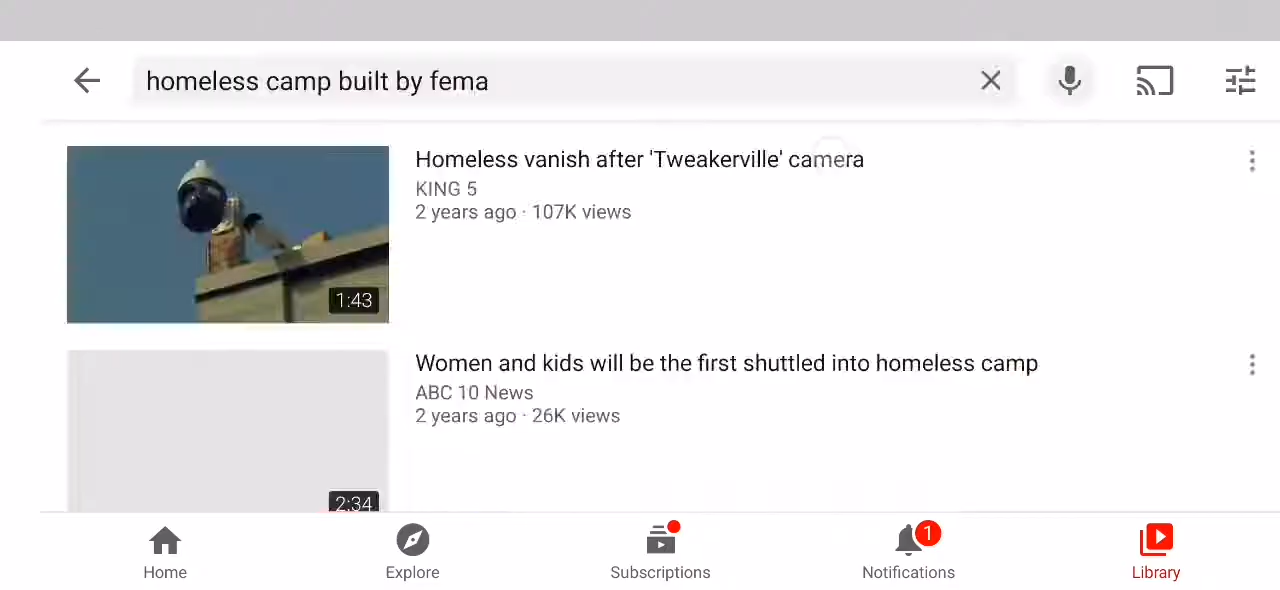 homeless camp built by fema
Homeless vanish after 'Tweakerville' camera
KING 5
2 years ago · 107K views
1:43
Women and kids will be the first shuttled into homeless camp
ABC 10 News
2 years ago · 26K views
2:34
Home
Explore
Subscriptions
1
Notifications
Library